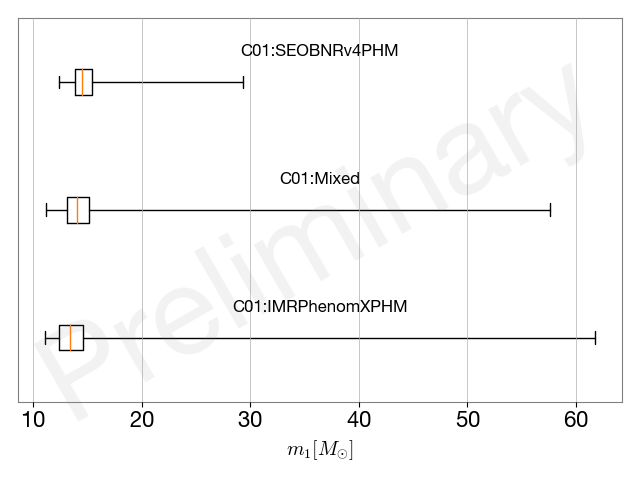 C01:SEOBNRv4PHM
C01:Mixed
C01:IMRPhenomXPHM
Preliminary
10 20 30 40 50 60
m₁[M☉]